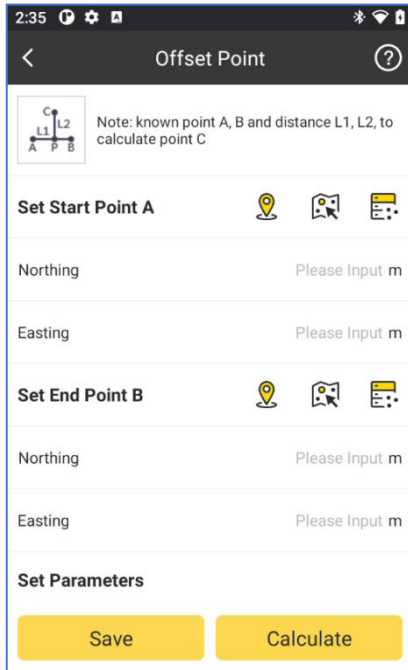 2:35
Offset Point
C
L1 L2
A P B
Note: known point A, B and distance L1, L2, to
calculate point C
Set Start Point A
Northing Please Input m
Easting Please Input m
Set End Point B
Northing Please Input m
Easting Please Input m
Set Parameters
Save Calculate